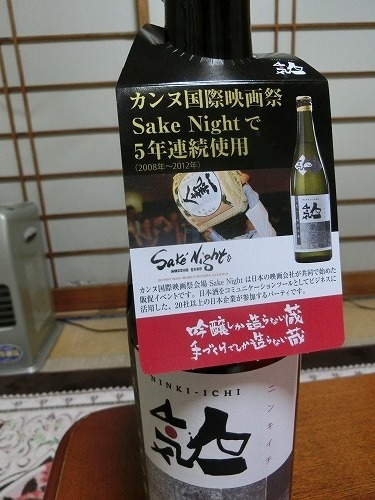 カンヌ国際映画祭
Sake Nightで
5年連続使用
(2008年～2012年)
Sake Night
カンヌ国際映画祭会場 Sake Night は日本の映画会社が共同で始めた
販促イベントです。日本酒をコミュニケーションツールとしてビジネスに
活用した、20社以上の日本企業が参加するパーティです。
吟醸しか造らない蔵
手づくりでしか造らない蔵
NINKI-ICHI
ニンキイチ
人気一